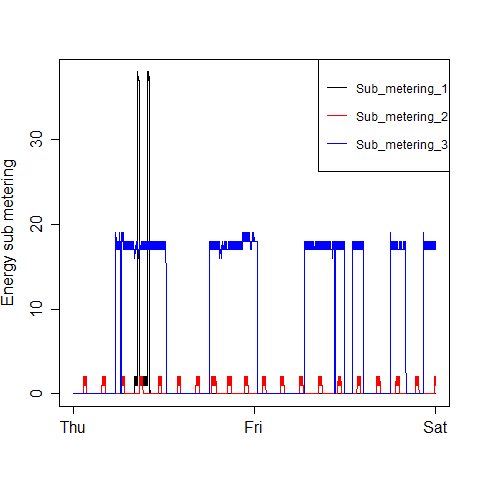 Sub_metering_1
Sub_metering_2
Sub_metering_3
Energy sub metering
30
20
10
0
Thu Fri Sat